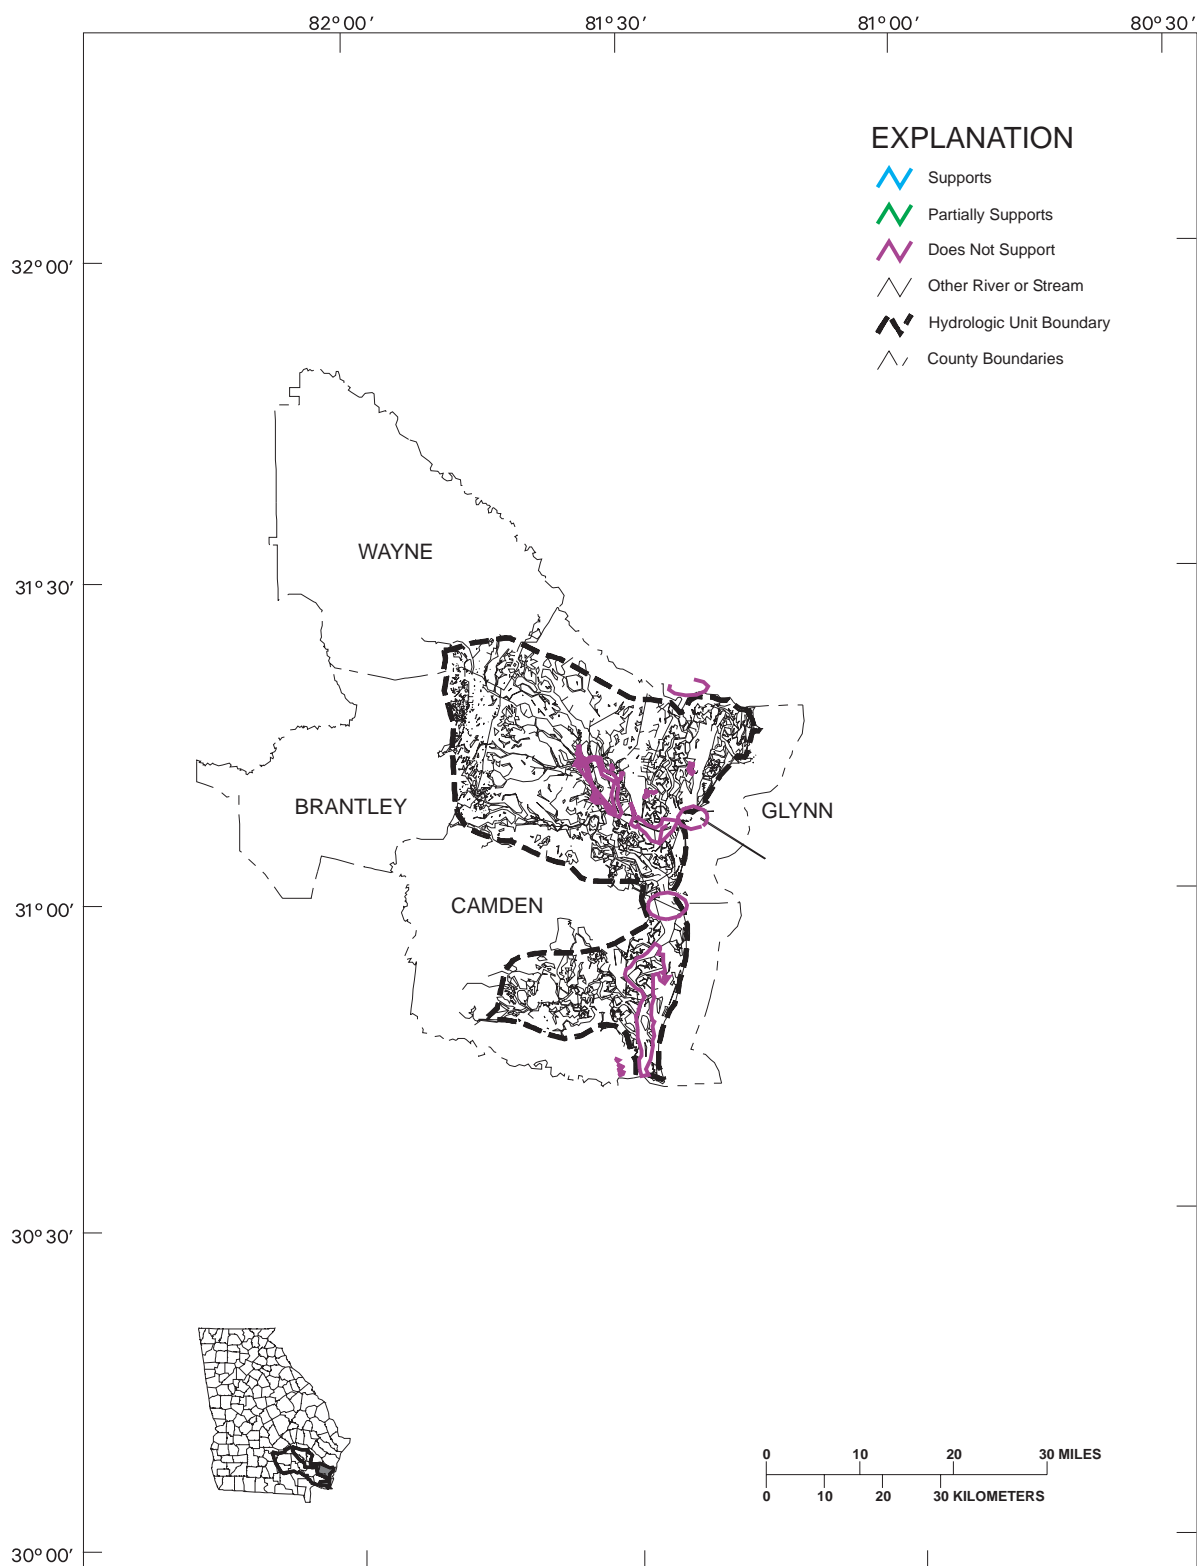 82° 00′ 81° 30′ 81° 00′ 80° 30′
EXPLANATION
Supports
Partially Supports
Does Not Support
Other River or Stream
Hydrologic Unit Boundary
County Boundaries
32° 00′
WAYNE
31° 30′
BRANTLEY
GLYNN
CAMDEN
31° 00′
30° 30′
0 10 20 30 MILES
0 10 20 30 KILOMETERS
30° 00′